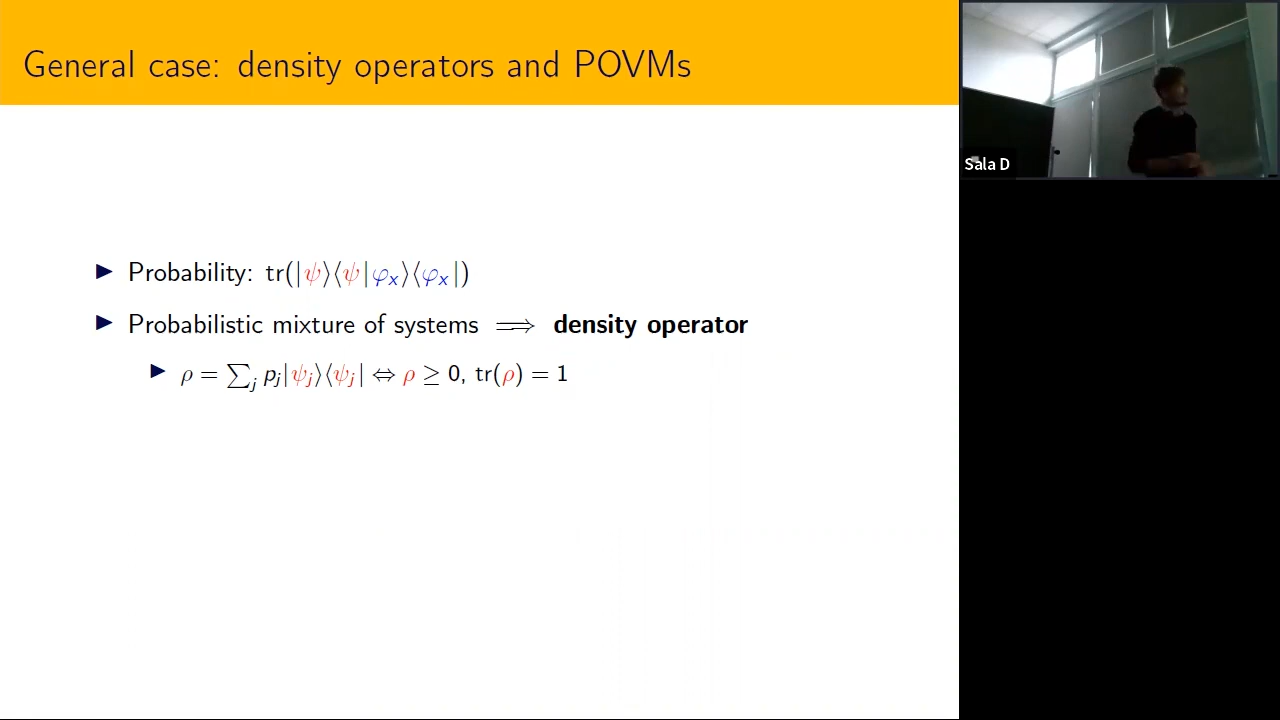 General case: density operators and POVMs
▶ Probability: tr(|ψ⟩⟨ψ|φₓ⟩⟨φₓ|)
▶ Probabilistic mixture of systems ⟹ density operator
▶ ρ = ∑ⱼ pⱼ|ψⱼ⟩⟨ψⱼ| ⇔ ρ ≥ 0, tr(ρ) = 1
Sala D